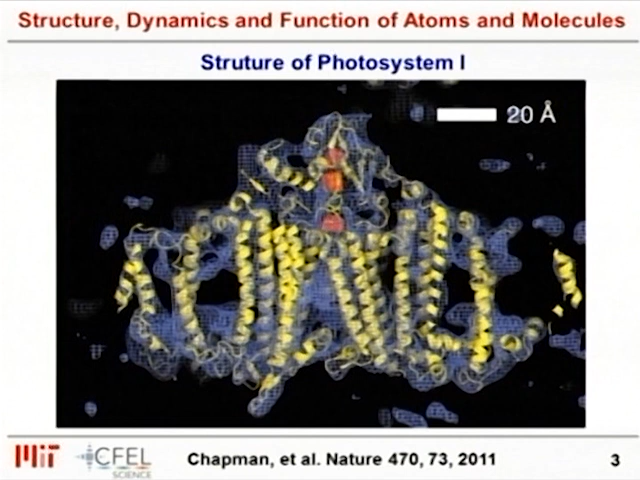 Structure, Dynamics and Function of Atoms and Molecules
Struture of Photosystem I
20 Å
MIT
CFEL
SCIENCE
Chapman, et al. Nature 470, 73, 2011
3